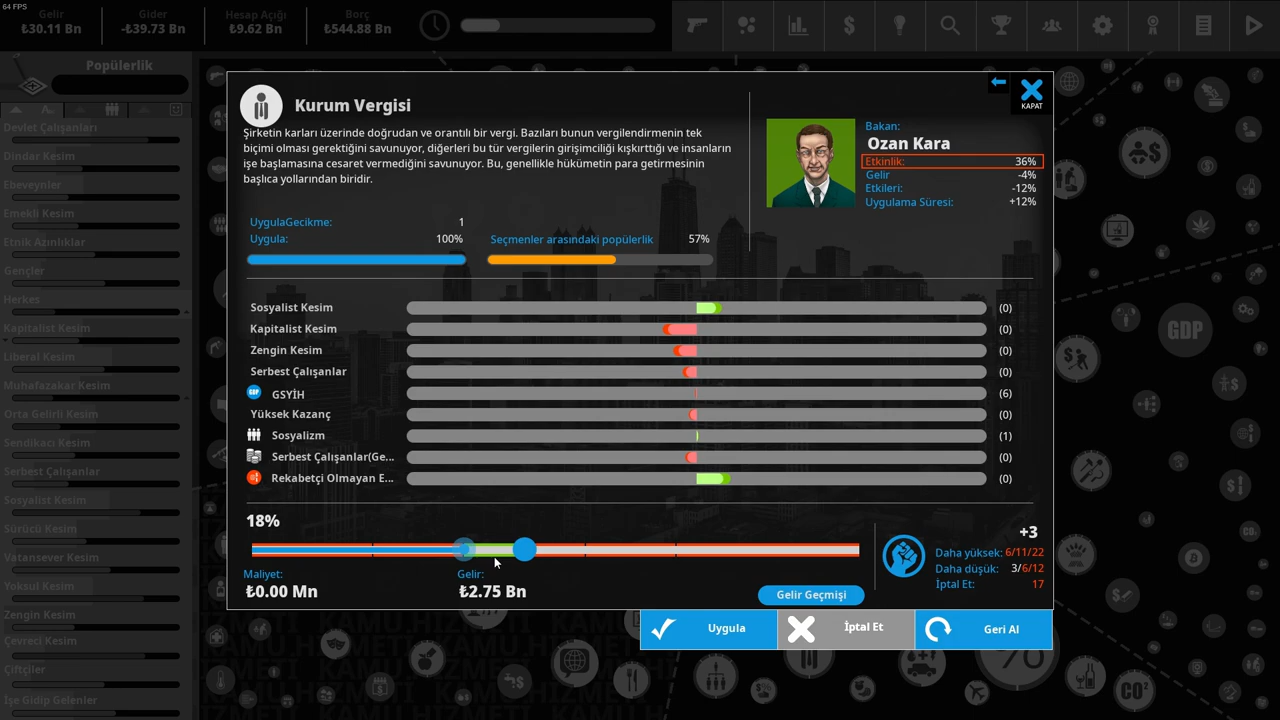 64 FPS
Gelir
Gider
Hesap Açığı
Borç
₺30.11 Bn
-₺39.73 Bn
₺9.62 Bn
₺544.88 Bn
Popülerlik
Devlet Çalışanları
Dindar Kesim
Ebeveynler
Emekli Kesim
Etnik Azınlıklar
Gençler
Herkes
Kapitalist Kesim
Liberal Kesim
Muhafazakar Kesim
Orta Gelirli Kesim
Sendikacı Kesim
Serbest Çalışanlar
Sosyalist Kesim
Sürücü Kesim
Vatansever Kesim
Yoksul Kesim
Zengin Kesim
Çevreci Kesim
Çiftçiler
İşe Gidip Gelenler
Kurum Vergisi
Şirketin karları üzerinde doğrudan ve orantılı bir vergi. Bazıları bunun vergilendirmenin tek
biçimi olması gerektiğini savunuyor, diğerleri bu tür vergilerin girişimciliği kışkırttığı ve insanların
işe başlamasına cesaret vermediğini savunuyor. Bu, genellikle hükümetin para getirmesinin
başlıca yollarından biridir.
KAPAT
Bakan:
Ozan Kara
Etkinlik: 36%
Gelir -4%
Etkileri: -12%
Uygulama Süresi: +12%
UygulaGecikme: 1
Uygula: 100%
Seçmenler arasındaki popülerlik 57%
Sosyalist Kesim (0)
Kapitalist Kesim (0)
Zengin Kesim (0)
Serbest Çalışanlar (0)
GDP GSYİH (6)
Yüksek Kazanç (0)
Sosyalizm (1)
Serbest Çalışanlar(Ge... (0)
Rekabetçi Olmayan E... (0)
18%
Maliyet:
₺0.00 Mn
Gelir:
₺2.75 Bn
Gelir Geçmişi
+3
Daha yüksek: 6/11/22
Daha düşük: 3/6/12
İptal Et: 17
Uygula
İptal Et
Geri Al
GDP
CO²